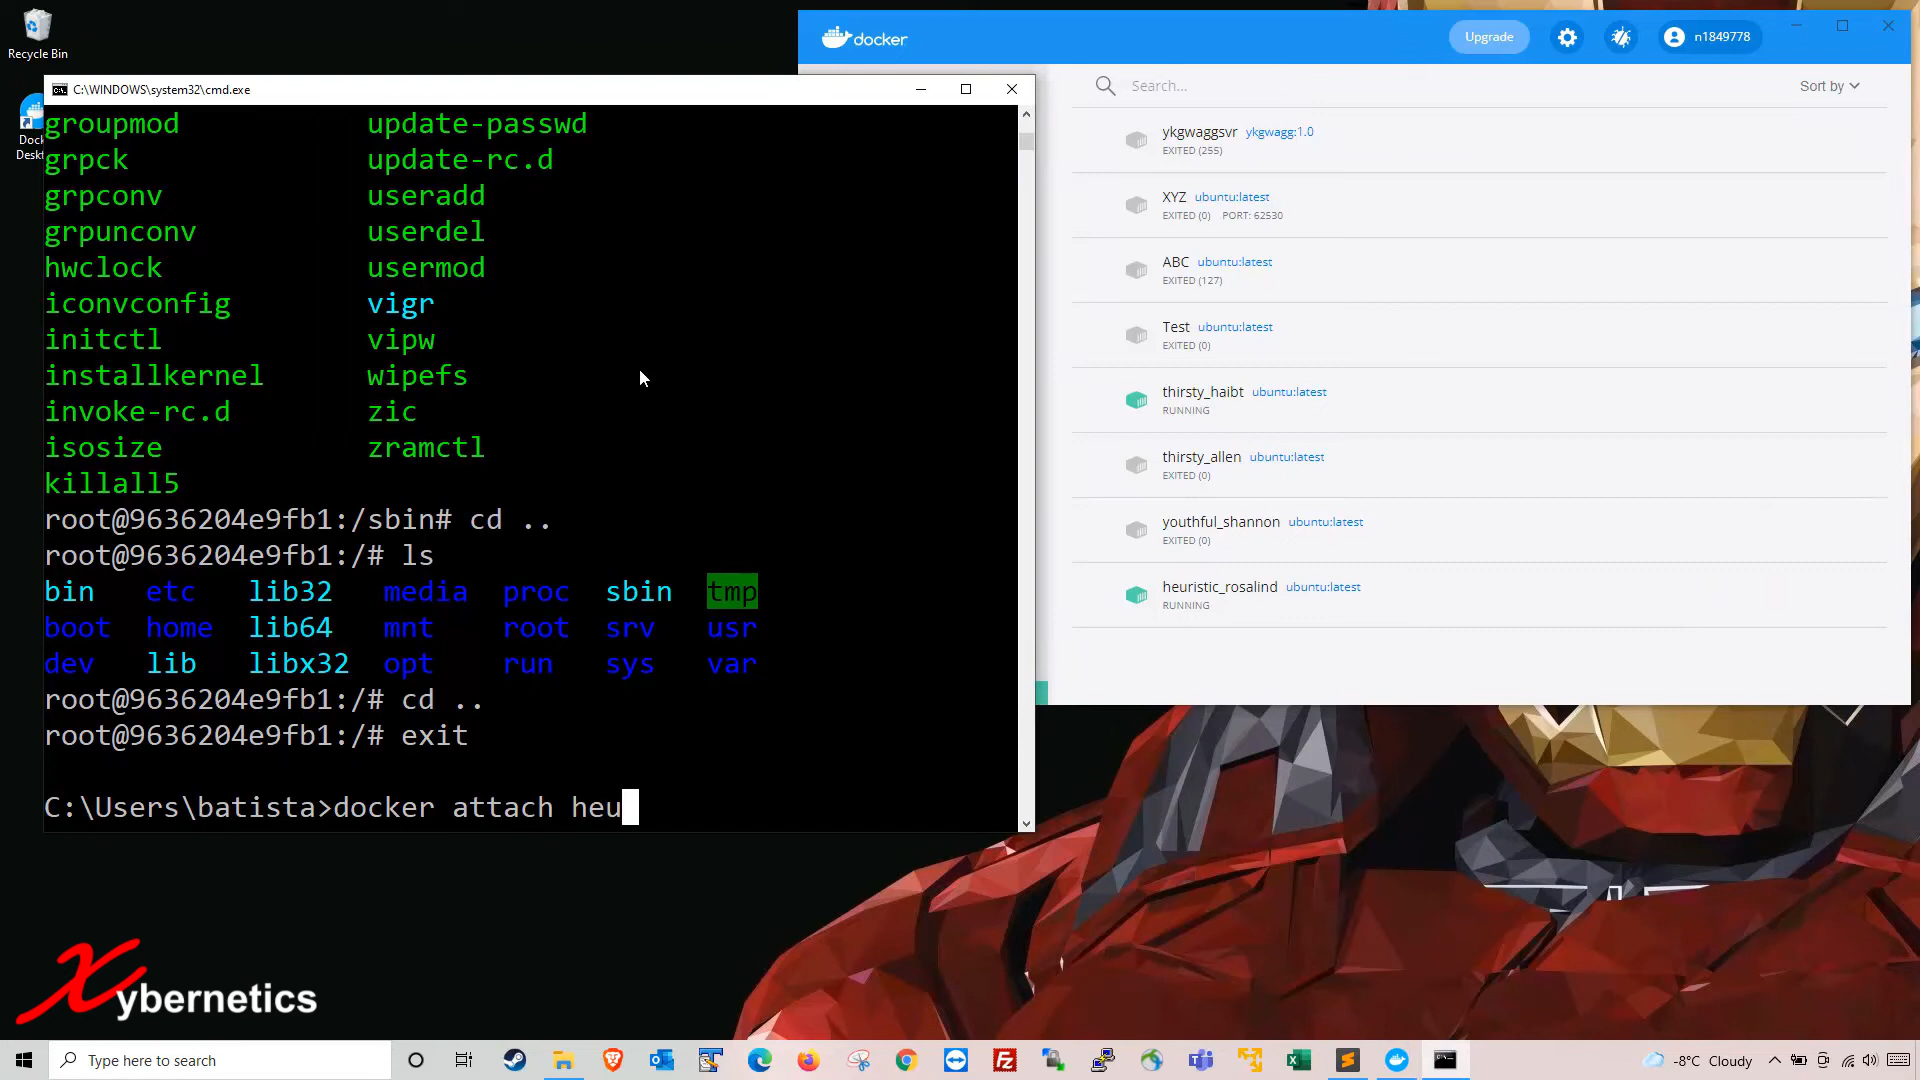 Recycle Bin
Dock
Deskt
C:\WINDOWS\system32\cmd.exe
groupmod update-passwd
grpck update-rc.d
grpconv useradd
grpunconv userdel
hwclock usermod
iconvconfig vigr
initctl vipw
installkernel wipefs
invoke-rc.d zic
isosize zramctl
killall5
root@9636204e9fb1:/sbin# cd ..
root@9636204e9fb1:/# ls
bin etc lib32 media proc sbin tmp
boot home lib64 mnt root srv usr
dev lib libx32 opt run sys var
root@9636204e9fb1:/# cd ..
root@9636204e9fb1:/# exit
C:\Users\batista>docker attach heu
docker
Upgrade
n1849778
Search...
Sort by
ykgwaggsvr ykgwagg:1.0
EXITED (255)
XYZ ubuntu:latest
EXITED (0) PORT: 62530
ABC ubuntu:latest
EXITED (127)
Test ubuntu:latest
EXITED (0)
thirsty_haibt ubuntu:latest
RUNNING
thirsty_allen ubuntu:latest
EXITED (0)
youthful_shannon ubuntu:latest
EXITED (0)
heuristic_rosalind ubuntu:latest
RUNNING
Xybernetics
Type here to search
-8°C Cloudy